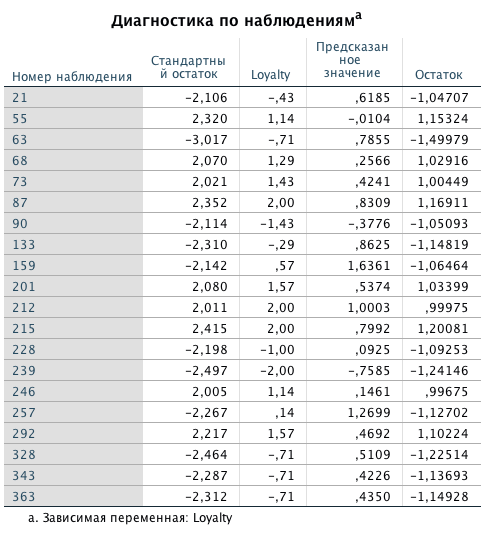 Диагностика по наблюдениямa
Номер наблюдения Стандартны й остаток Loyalty Предсказан ное значение Остаток
21 -2,106 -,43 ,6185 -1,04707
55 2,320 1,14 -,0104 1,15324
63 -3,017 -,71 ,7855 -1,49979
68 2,070 1,29 ,2566 1,02916
73 2,021 1,43 ,4241 1,00449
87 2,352 2,00 ,8309 1,16911
90 -2,114 -1,43 -,3776 -1,05093
133 -2,310 -,29 ,8625 -1,14819
159 -2,142 ,57 1,6361 -1,06464
201 2,080 1,57 ,5374 1,03399
212 2,011 2,00 1,0003 ,99975
215 2,415 2,00 ,7992 1,20081
228 -2,198 -1,00 ,0925 -1,09253
239 -2,497 -2,00 -,7585 -1,24146
246 2,005 1,14 ,1461 ,99675
257 -2,267 ,14 1,2699 -1,12702
292 2,217 1,57 ,4692 1,10224
328 -2,464 -,71 ,5109 -1,22514
343 -2,287 -,71 ,4226 -1,13693
363 -2,312 -,71 ,4350 -1,14928
a. Зависимая переменная: Loyalty